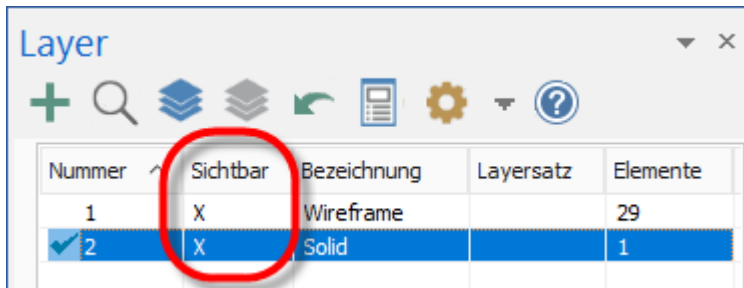 Layer
Nummer Sichtbar Bezeichnung Layersatz Elemente
1 X Wireframe 29
2 X Solid 1